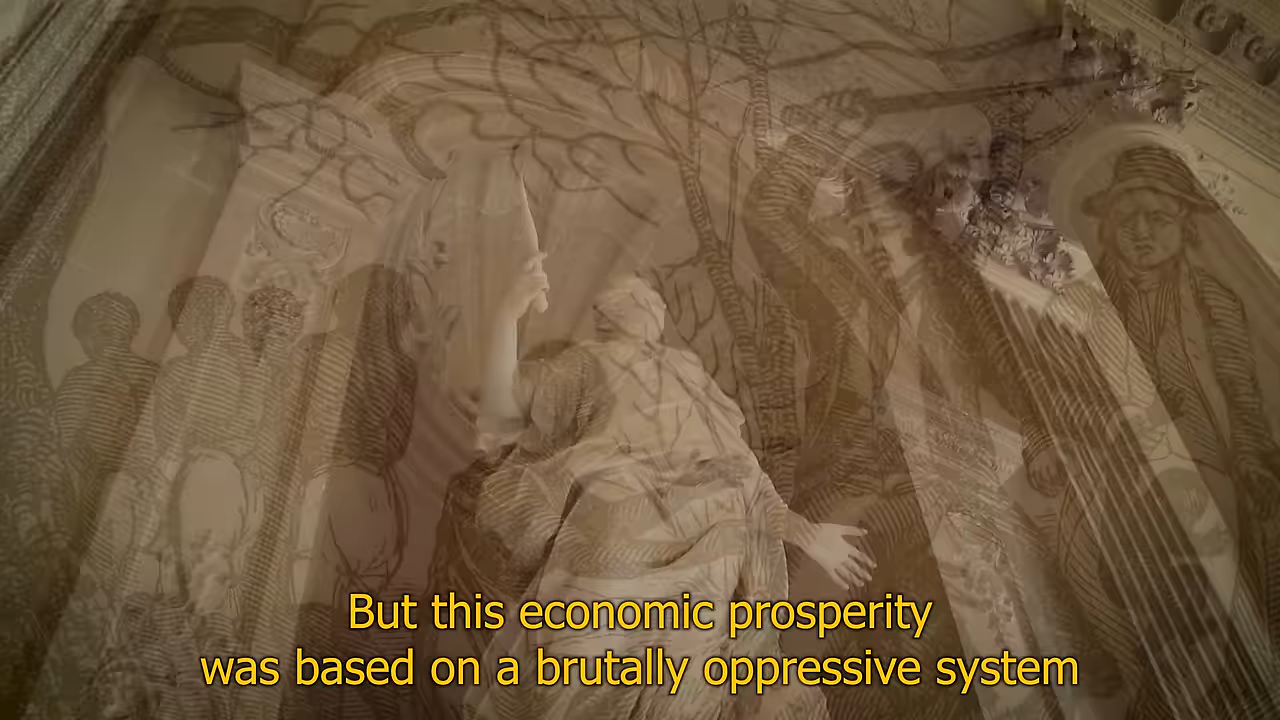 But this economic prosperity
was based on a brutally oppressive system